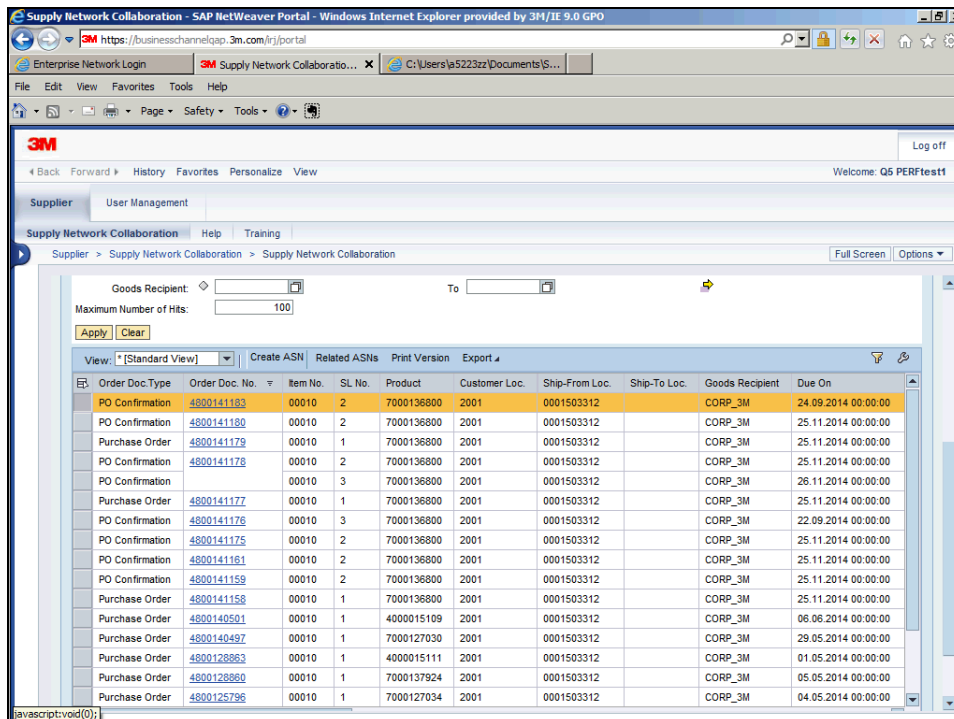 Supply Network Collaboration - SAP NetWeaver Portal - Windows Internet Explorer provided by 3M/IE 9.0 GPO
3M https://businesschannelqap.3m.com/irj/portal
Enterprise Network Login 3M Supply Network Collaboratio... X C:\Users\a5223zz\Documents\S...
File Edit View Favorites Tools Help
Page Safety Tools
3M Log off
Back Forward History Favorites Personalize View Welcome: Q5 PERFtest1
Supplier User Management
Supply Network Collaboration Help Training
Supplier > Supply Network Collaboration > Supply Network Collaboration Full Screen Options
Goods Recipient: To
Maximum Number of Hits: 100
Apply Clear
View: * [Standard View] Create ASN Related ASNs Print Version Export
Order Doc.Type Order Doc. No. Item No. SL No. Product Customer Loc. Ship-From Loc. Ship-To Loc. Goods Recipient Due On
PO Confirmation 4800141183 00010 2 7000136800 2001 0001503312 CORP_3M 24.09.2014 00:00:00
PO Confirmation 4800141180 00010 2 7000136800 2001 0001503312 CORP_3M 25.11.2014 00:00:00
Purchase Order 4800141179 00010 1 7000136800 2001 0001503312 CORP_3M 25.11.2014 00:00:00
PO Confirmation 4800141178 00010 2 7000136800 2001 0001503312 CORP_3M 25.11.2014 00:00:00
PO Confirmation 00010 3 7000136800 2001 0001503312 CORP_3M 26.11.2014 00:00:00
Purchase Order 4800141177 00010 1 7000136800 2001 0001503312 CORP_3M 25.11.2014 00:00:00
PO Confirmation 4800141176 00010 3 7000136800 2001 0001503312 CORP_3M 22.09.2014 00:00:00
PO Confirmation 4800141175 00010 2 7000136800 2001 0001503312 CORP_3M 25.11.2014 00:00:00
PO Confirmation 4800141161 00010 2 7000136800 2001 0001503312 CORP_3M 25.11.2014 00:00:00
PO Confirmation 4800141159 00010 2 7000136800 2001 0001503312 CORP_3M 25.11.2014 00:00:00
Purchase Order 4800141158 00010 1 7000136800 2001 0001503312 CORP_3M 25.11.2014 00:00:00
Purchase Order 4800140501 00010 1 4000015109 2001 0001503312 CORP_3M 06.06.2014 00:00:00
Purchase Order 4800140497 00010 1 7000127030 2001 0001503312 CORP_3M 29.05.2014 00:00:00
Purchase Order 4800128863 00010 1 4000015111 2001 0001503312 CORP_3M 01.05.2014 00:00:00
Purchase Order 4800128860 00010 1 7000137924 2001 0001503312 CORP_3M 05.05.2014 00:00:00
Purchase Order 4800125796 00010 1 7000127034 2001 0001503312 CORP_3M 04.05.2014 00:00:00
javascript:void(0);